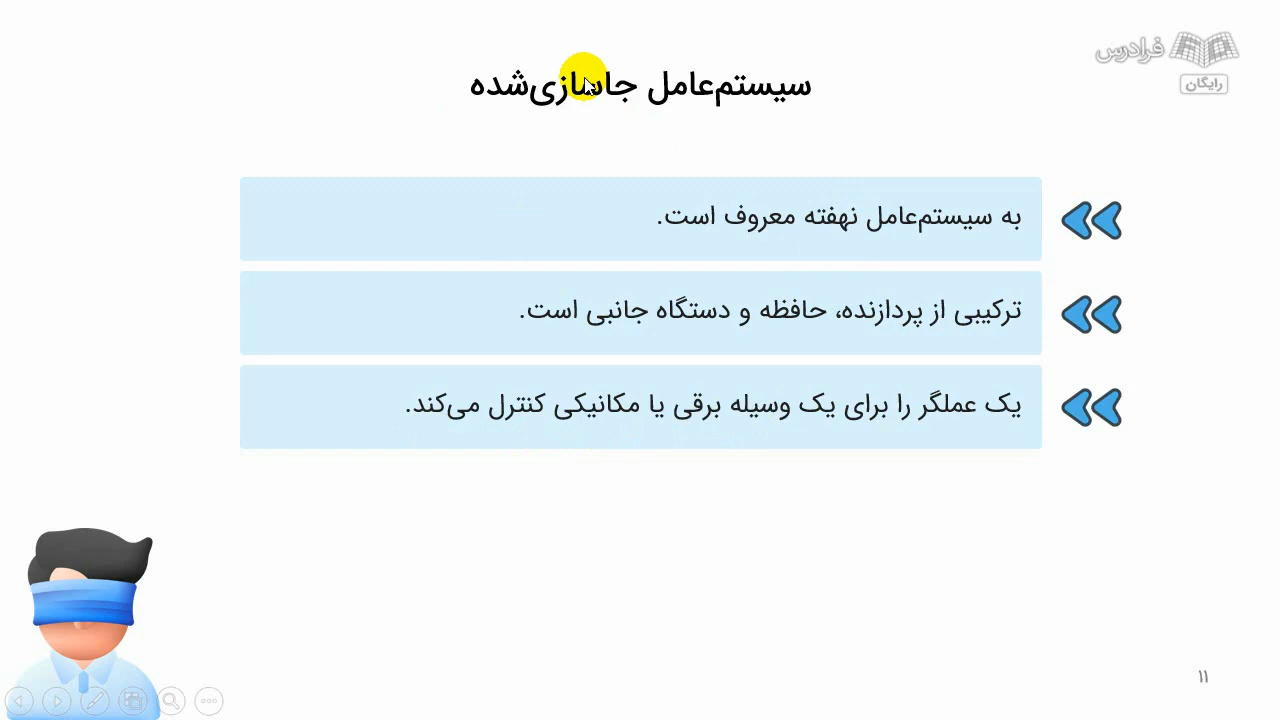 فرادرس
رایگان
سیستم‌عامل جاسازی‌شده
به سیستم‌عامل نهفته معروف است.
ترکیبی از پردازنده، حافظه و دستگاه جانبی است.
یک عملگر را برای یک وسیله برقی یا مکانیکی کنترل می‌کند.
۱۱